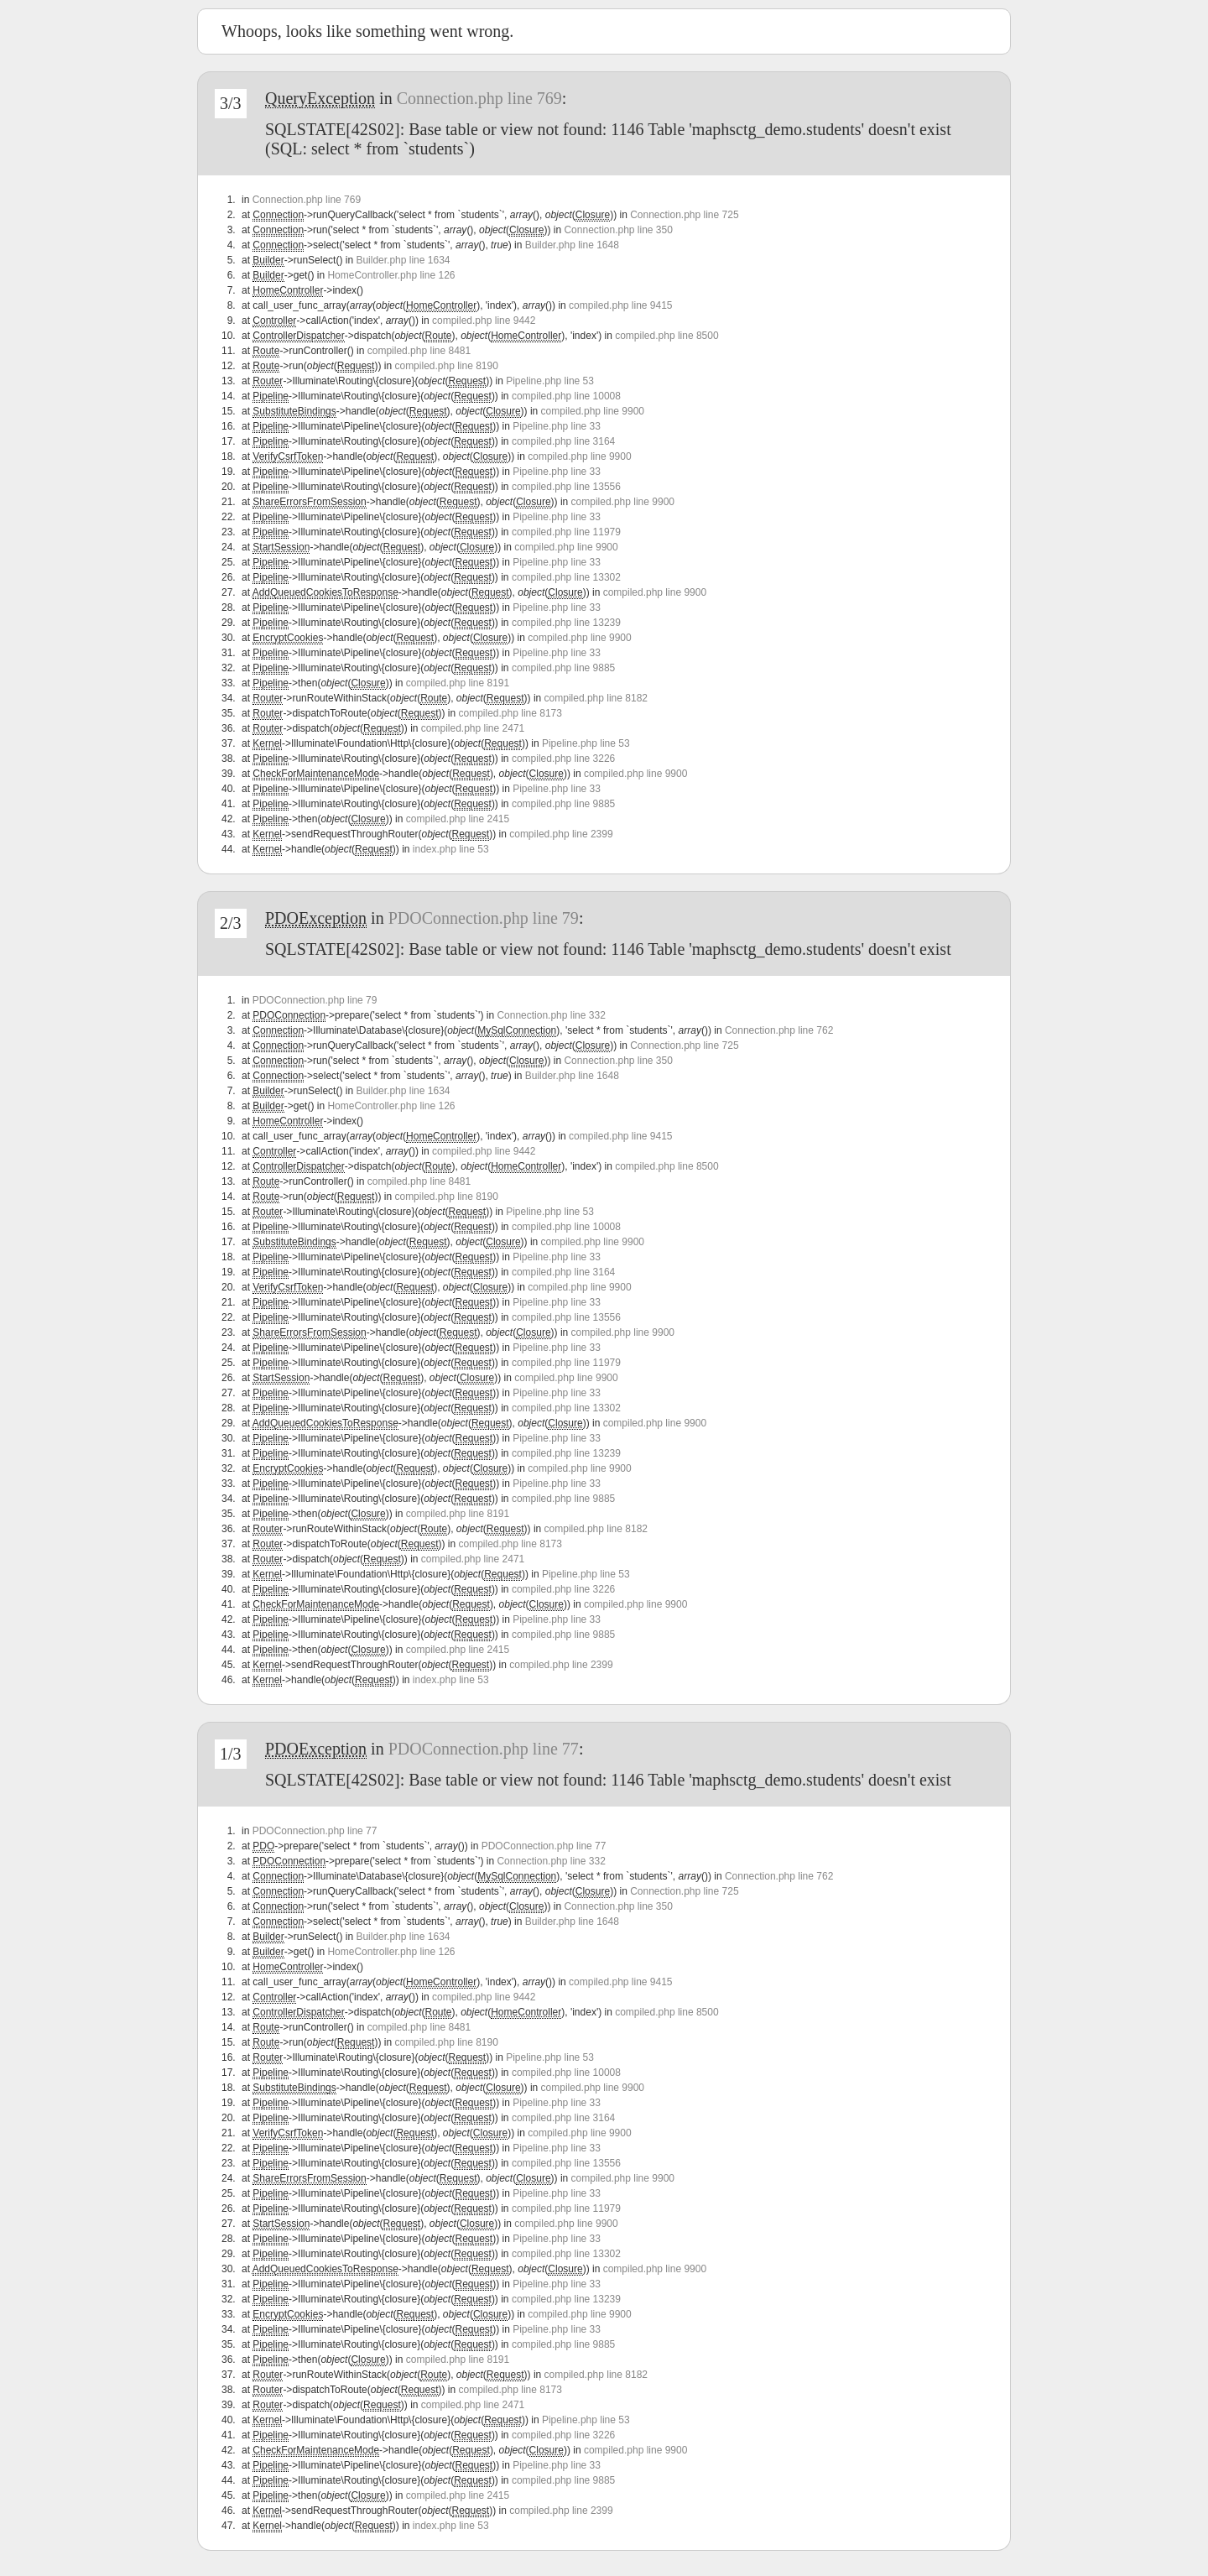 Whoops, looks like something went wrong.
3/3
QueryException in Connection.php line 769:
SQLSTATE[42S02]: Base table or view not found: 1146 Table 'maphsctg_demo.students' doesn't exist
(SQL: select * from `students`)
1. in Connection.php line 769
2. at Connection->runQueryCallback('select * from `students`', array(), object(Closure)) in Connection.php line 725
3. at Connection->run('select * from `students`', array(), object(Closure)) in Connection.php line 350
4. at Connection->select('select * from `students`', array(), true) in Builder.php line 1648
5. at Builder->runSelect() in Builder.php line 1634
6. at Builder->get() in HomeController.php line 126
7. at HomeController->index()
8. at call_user_func_array(array(object(HomeController), 'index'), array()) in compiled.php line 9415
9. at Controller->callAction('index', array()) in compiled.php line 9442
10. at ControllerDispatcher->dispatch(object(Route), object(HomeController), 'index') in compiled.php line 8500
11. at Route->runController() in compiled.php line 8481
12. at Route->run(object(Request)) in compiled.php line 8190
13. at Router->Illuminate\Routing\{closure}(object(Request)) in Pipeline.php line 53
14. at Pipeline->Illuminate\Routing\{closure}(object(Request)) in compiled.php line 10008
15. at SubstituteBindings->handle(object(Request), object(Closure)) in compiled.php line 9900
16. at Pipeline->Illuminate\Pipeline\{closure}(object(Request)) in Pipeline.php line 33
17. at Pipeline->Illuminate\Routing\{closure}(object(Request)) in compiled.php line 3164
18. at VerifyCsrfToken->handle(object(Request), object(Closure)) in compiled.php line 9900
19. at Pipeline->Illuminate\Pipeline\{closure}(object(Request)) in Pipeline.php line 33
20. at Pipeline->Illuminate\Routing\{closure}(object(Request)) in compiled.php line 13556
21. at ShareErrorsFromSession->handle(object(Request), object(Closure)) in compiled.php line 9900
22. at Pipeline->Illuminate\Pipeline\{closure}(object(Request)) in Pipeline.php line 33
23. at Pipeline->Illuminate\Routing\{closure}(object(Request)) in compiled.php line 11979
24. at StartSession->handle(object(Request), object(Closure)) in compiled.php line 9900
25. at Pipeline->Illuminate\Pipeline\{closure}(object(Request)) in Pipeline.php line 33
26. at Pipeline->Illuminate\Routing\{closure}(object(Request)) in compiled.php line 13302
27. at AddQueuedCookiesToResponse->handle(object(Request), object(Closure)) in compiled.php line 9900
28. at Pipeline->Illuminate\Pipeline\{closure}(object(Request)) in Pipeline.php line 33
29. at Pipeline->Illuminate\Routing\{closure}(object(Request)) in compiled.php line 13239
30. at EncryptCookies->handle(object(Request), object(Closure)) in compiled.php line 9900
31. at Pipeline->Illuminate\Pipeline\{closure}(object(Request)) in Pipeline.php line 33
32. at Pipeline->Illuminate\Routing\{closure}(object(Request)) in compiled.php line 9885
33. at Pipeline->then(object(Closure)) in compiled.php line 8191
34. at Router->runRouteWithinStack(object(Route), object(Request)) in compiled.php line 8182
35. at Router->dispatchToRoute(object(Request)) in compiled.php line 8173
36. at Router->dispatch(object(Request)) in compiled.php line 2471
37. at Kernel->Illuminate\Foundation\Http\{closure}(object(Request)) in Pipeline.php line 53
38. at Pipeline->Illuminate\Routing\{closure}(object(Request)) in compiled.php line 3226
39. at CheckForMaintenanceMode->handle(object(Request), object(Closure)) in compiled.php line 9900
40. at Pipeline->Illuminate\Pipeline\{closure}(object(Request)) in Pipeline.php line 33
41. at Pipeline->Illuminate\Routing\{closure}(object(Request)) in compiled.php line 9885
42. at Pipeline->then(object(Closure)) in compiled.php line 2415
43. at Kernel->sendRequestThroughRouter(object(Request)) in compiled.php line 2399
44. at Kernel->handle(object(Request)) in index.php line 53
2/3
PDOException in PDOConnection.php line 79:
SQLSTATE[42S02]: Base table or view not found: 1146 Table 'maphsctg_demo.students' doesn't exist
1. in PDOConnection.php line 79
2. at PDOConnection->prepare('select * from `students`') in Connection.php line 332
3. at Connection->Illuminate\Database\{closure}(object(MySqlConnection), 'select * from `students`', array()) in Connection.php line 762
4. at Connection->runQueryCallback('select * from `students`', array(), object(Closure)) in Connection.php line 725
5. at Connection->run('select * from `students`', array(), object(Closure)) in Connection.php line 350
6. at Connection->select('select * from `students`', array(), true) in Builder.php line 1648
7. at Builder->runSelect() in Builder.php line 1634
8. at Builder->get() in HomeController.php line 126
9. at HomeController->index()
10. at call_user_func_array(array(object(HomeController), 'index'), array()) in compiled.php line 9415
11. at Controller->callAction('index', array()) in compiled.php line 9442
12. at ControllerDispatcher->dispatch(object(Route), object(HomeController), 'index') in compiled.php line 8500
13. at Route->runController() in compiled.php line 8481
14. at Route->run(object(Request)) in compiled.php line 8190
15. at Router->Illuminate\Routing\{closure}(object(Request)) in Pipeline.php line 53
16. at Pipeline->Illuminate\Routing\{closure}(object(Request)) in compiled.php line 10008
17. at SubstituteBindings->handle(object(Request), object(Closure)) in compiled.php line 9900
18. at Pipeline->Illuminate\Pipeline\{closure}(object(Request)) in Pipeline.php line 33
19. at Pipeline->Illuminate\Routing\{closure}(object(Request)) in compiled.php line 3164
20. at VerifyCsrfToken->handle(object(Request), object(Closure)) in compiled.php line 9900
21. at Pipeline->Illuminate\Pipeline\{closure}(object(Request)) in Pipeline.php line 33
22. at Pipeline->Illuminate\Routing\{closure}(object(Request)) in compiled.php line 13556
23. at ShareErrorsFromSession->handle(object(Request), object(Closure)) in compiled.php line 9900
24. at Pipeline->Illuminate\Pipeline\{closure}(object(Request)) in Pipeline.php line 33
25. at Pipeline->Illuminate\Routing\{closure}(object(Request)) in compiled.php line 11979
26. at StartSession->handle(object(Request), object(Closure)) in compiled.php line 9900
27. at Pipeline->Illuminate\Pipeline\{closure}(object(Request)) in Pipeline.php line 33
28. at Pipeline->Illuminate\Routing\{closure}(object(Request)) in compiled.php line 13302
29. at AddQueuedCookiesToResponse->handle(object(Request), object(Closure)) in compiled.php line 9900
30. at Pipeline->Illuminate\Pipeline\{closure}(object(Request)) in Pipeline.php line 33
31. at Pipeline->Illuminate\Routing\{closure}(object(Request)) in compiled.php line 13239
32. at EncryptCookies->handle(object(Request), object(Closure)) in compiled.php line 9900
33. at Pipeline->Illuminate\Pipeline\{closure}(object(Request)) in Pipeline.php line 33
34. at Pipeline->Illuminate\Routing\{closure}(object(Request)) in compiled.php line 9885
35. at Pipeline->then(object(Closure)) in compiled.php line 8191
36. at Router->runRouteWithinStack(object(Route), object(Request)) in compiled.php line 8182
37. at Router->dispatchToRoute(object(Request)) in compiled.php line 8173
38. at Router->dispatch(object(Request)) in compiled.php line 2471
39. at Kernel->Illuminate\Foundation\Http\{closure}(object(Request)) in Pipeline.php line 53
40. at Pipeline->Illuminate\Routing\{closure}(object(Request)) in compiled.php line 3226
41. at CheckForMaintenanceMode->handle(object(Request), object(Closure)) in compiled.php line 9900
42. at Pipeline->Illuminate\Pipeline\{closure}(object(Request)) in Pipeline.php line 33
43. at Pipeline->Illuminate\Routing\{closure}(object(Request)) in compiled.php line 9885
44. at Pipeline->then(object(Closure)) in compiled.php line 2415
45. at Kernel->sendRequestThroughRouter(object(Request)) in compiled.php line 2399
46. at Kernel->handle(object(Request)) in index.php line 53
1/3
PDOException in PDOConnection.php line 77:
SQLSTATE[42S02]: Base table or view not found: 1146 Table 'maphsctg_demo.students' doesn't exist
1. in PDOConnection.php line 77
2. at PDO->prepare('select * from `students`', array()) in PDOConnection.php line 77
3. at PDOConnection->prepare('select * from `students`') in Connection.php line 332
4. at Connection->Illuminate\Database\{closure}(object(MySqlConnection), 'select * from `students`', array()) in Connection.php line 762
5. at Connection->runQueryCallback('select * from `students`', array(), object(Closure)) in Connection.php line 725
6. at Connection->run('select * from `students`', array(), object(Closure)) in Connection.php line 350
7. at Connection->select('select * from `students`', array(), true) in Builder.php line 1648
8. at Builder->runSelect() in Builder.php line 1634
9. at Builder->get() in HomeController.php line 126
10. at HomeController->index()
11. at call_user_func_array(array(object(HomeController), 'index'), array()) in compiled.php line 9415
12. at Controller->callAction('index', array()) in compiled.php line 9442
13. at ControllerDispatcher->dispatch(object(Route), object(HomeController), 'index') in compiled.php line 8500
14. at Route->runController() in compiled.php line 8481
15. at Route->run(object(Request)) in compiled.php line 8190
16. at Router->Illuminate\Routing\{closure}(object(Request)) in Pipeline.php line 53
17. at Pipeline->Illuminate\Routing\{closure}(object(Request)) in compiled.php line 10008
18. at SubstituteBindings->handle(object(Request), object(Closure)) in compiled.php line 9900
19. at Pipeline->Illuminate\Pipeline\{closure}(object(Request)) in Pipeline.php line 33
20. at Pipeline->Illuminate\Routing\{closure}(object(Request)) in compiled.php line 3164
21. at VerifyCsrfToken->handle(object(Request), object(Closure)) in compiled.php line 9900
22. at Pipeline->Illuminate\Pipeline\{closure}(object(Request)) in Pipeline.php line 33
23. at Pipeline->Illuminate\Routing\{closure}(object(Request)) in compiled.php line 13556
24. at ShareErrorsFromSession->handle(object(Request), object(Closure)) in compiled.php line 9900
25. at Pipeline->Illuminate\Pipeline\{closure}(object(Request)) in Pipeline.php line 33
26. at Pipeline->Illuminate\Routing\{closure}(object(Request)) in compiled.php line 11979
27. at StartSession->handle(object(Request), object(Closure)) in compiled.php line 9900
28. at Pipeline->Illuminate\Pipeline\{closure}(object(Request)) in Pipeline.php line 33
29. at Pipeline->Illuminate\Routing\{closure}(object(Request)) in compiled.php line 13302
30. at AddQueuedCookiesToResponse->handle(object(Request), object(Closure)) in compiled.php line 9900
31. at Pipeline->Illuminate\Pipeline\{closure}(object(Request)) in Pipeline.php line 33
32. at Pipeline->Illuminate\Routing\{closure}(object(Request)) in compiled.php line 13239
33. at EncryptCookies->handle(object(Request), object(Closure)) in compiled.php line 9900
34. at Pipeline->Illuminate\Pipeline\{closure}(object(Request)) in Pipeline.php line 33
35. at Pipeline->Illuminate\Routing\{closure}(object(Request)) in compiled.php line 9885
36. at Pipeline->then(object(Closure)) in compiled.php line 8191
37. at Router->runRouteWithinStack(object(Route), object(Request)) in compiled.php line 8182
38. at Router->dispatchToRoute(object(Request)) in compiled.php line 8173
39. at Router->dispatch(object(Request)) in compiled.php line 2471
40. at Kernel->Illuminate\Foundation\Http\{closure}(object(Request)) in Pipeline.php line 53
41. at Pipeline->Illuminate\Routing\{closure}(object(Request)) in compiled.php line 3226
42. at CheckForMaintenanceMode->handle(object(Request), object(Closure)) in compiled.php line 9900
43. at Pipeline->Illuminate\Pipeline\{closure}(object(Request)) in Pipeline.php line 33
44. at Pipeline->Illuminate\Routing\{closure}(object(Request)) in compiled.php line 9885
45. at Pipeline->then(object(Closure)) in compiled.php line 2415
46. at Kernel->sendRequestThroughRouter(object(Request)) in compiled.php line 2399
47. at Kernel->handle(object(Request)) in index.php line 53